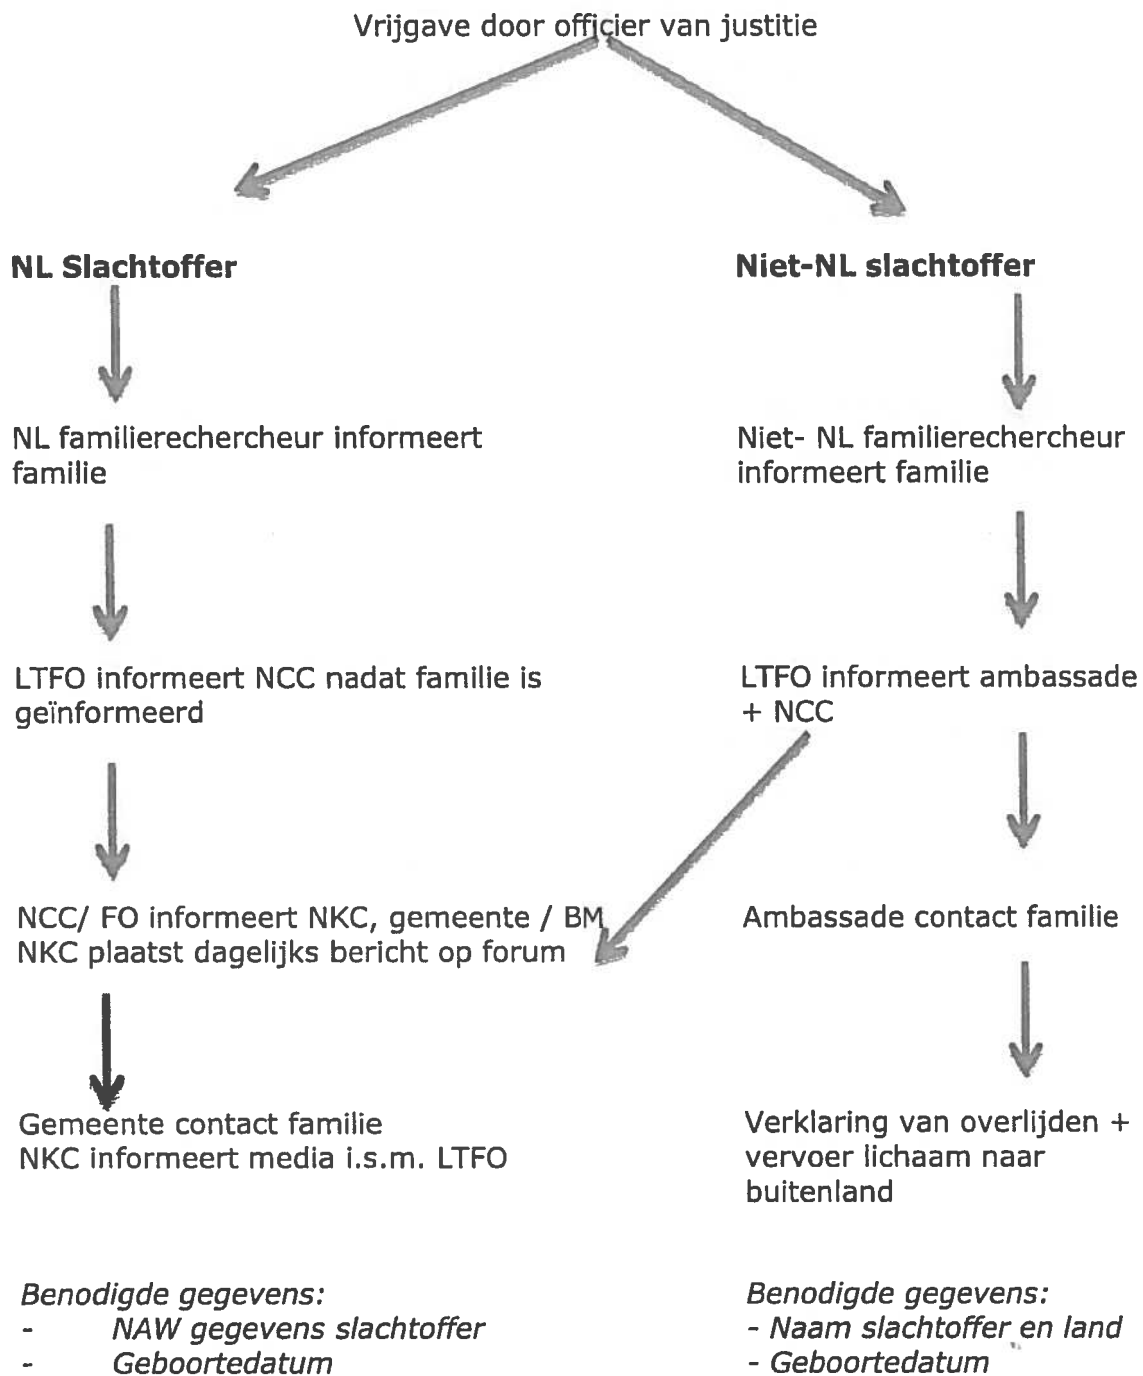 Vrijgave door officier van justitie
NL Slachtoffer
NL familierechercheur informeert
familie
LTFO informeert NCC nadat familie is
geïnformeerd
NCC/ FO informeert NKC, gemeente / BM
NKC plaatst dagelijks bericht op forum
Gemeente contact familie
NKC informeert media i.s.m. LTFO
Benodigde gegevens:
- NAW gegevens slachtoffer
- Geboortedatum
Niet-NL slachtoffer
Niet- NL familierechercheur
informeert familie
LTFO informeert ambassade
+ NCC
Ambassade contact familie
Verklaring van overlijden +
vervoer lichaam naar
buitenland
Benodigde gegevens:
- Naam slachtoffer en land
- Geboortedatum